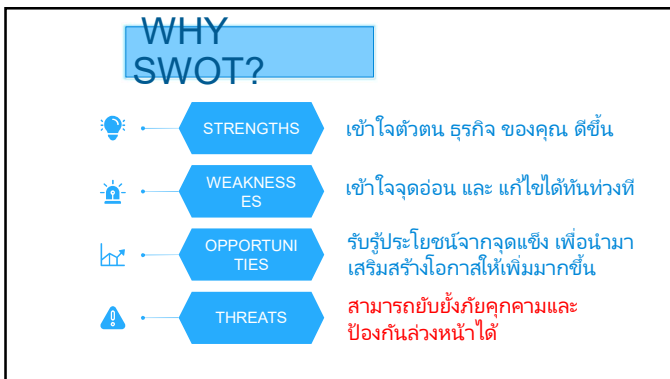 WHY
SWOT?
STRENGTHS
เข้าใจตัวตน ธุรกิจ ของคุณ ดีขึ้น
WEAKNESS
ES
เข้าใจจุดอ่อน และ แก้ไขได้ทันท่วงที
OPPORTUNI
TIES
รับรู้ประโยชน์จากจุดแข็ง เพื่อนำมา
เสริมสร้างโอกาสให้เพิ่มมากขึ้น
THREATS
สามารถยับยั้งภัยคุกคามและ
ป้องกันล่วงหน้าได้